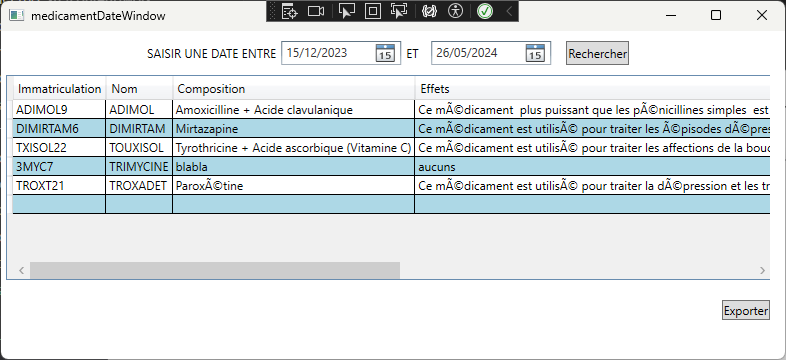 medicamentDateWindow
SAISIR UNE DATE ENTRE 15/12/2023 15 ET 26/05/2024 15 Rechercher
Immatriculation Nom Composition Effets
ADIMOL9 ADIMOL Amoxicilline + Acide clavulanique Ce mÃ©dicament  plus puissant que les pÃ©nicillines simples  est
DIMIRTAM6 DIMIRTAM Mirtazapine Ce mÃ©dicament est utilisÃ© pour traiter les Ã©pisodes dÃ©pres
TXISOL22 TOUXISOL Tyrothricine + Acide ascorbique (Vitamine C) Ce mÃ©dicament est utilisÃ© pour traiter les affections de la bouc
3MYC7 TRIMYCINE blabla aucuns
TROXT21 TROXADET ParoxÃ©tine Ce mÃ©dicament est utilisÃ© pour traiter la dÃ©pression et les tr
Exporter